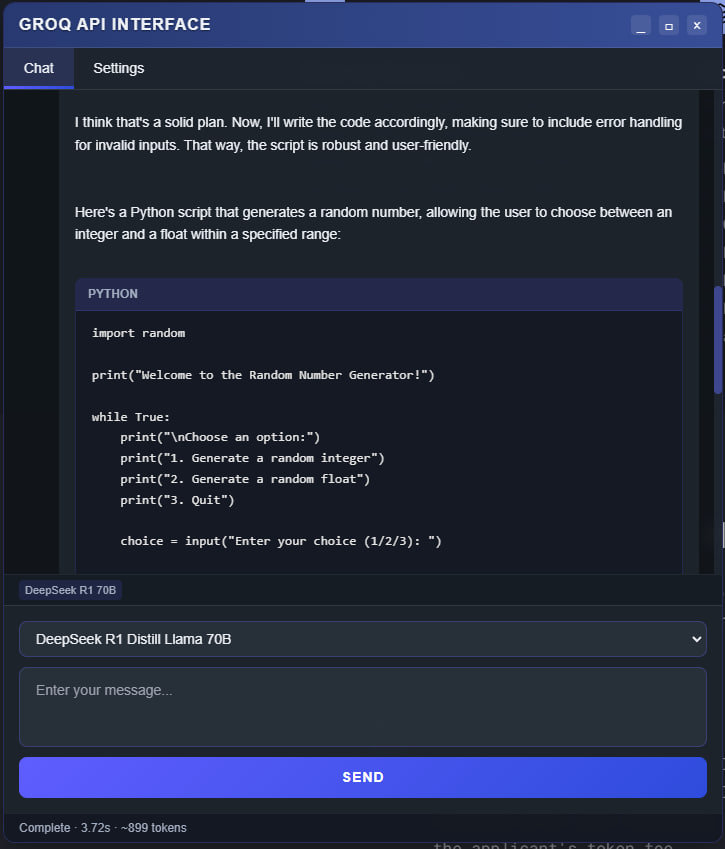 GROQ API INTERFACE
Chat
Settings
I think that's a solid plan. Now, I'll write the code accordingly, making sure to include error handling
for invalid inputs. That way, the script is robust and user-friendly.
Here's a Python script that generates a random number, allowing the user to choose between an
integer and a float within a specified range:
PYTHON
import random
print("Welcome to the Random Number Generator!")
while True:
    print("\nChoose an option:")
    print("1. Generate a random integer")
    print("2. Generate a random float")
    print("3. Quit")
    choice = input("Enter your choice (1/2/3): ")
DeepSeek R1 70B
DeepSeek R1 Distill Llama 70B
Enter your message...
SEND
Complete · 3.72s · ~899 tokens
the applicant's token fee